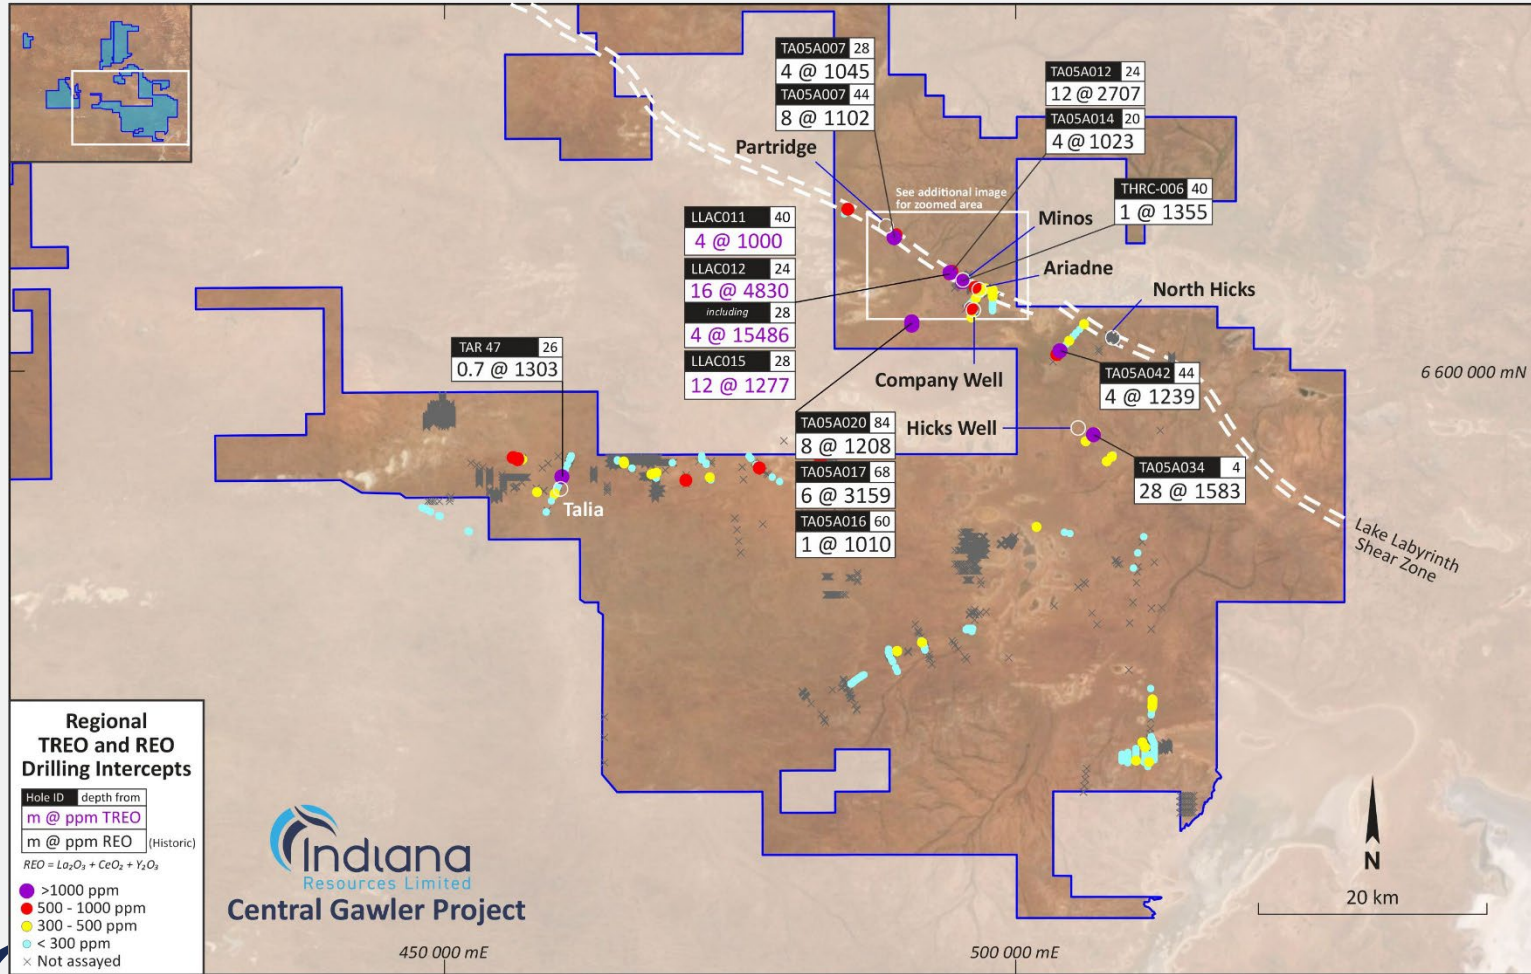 TA05A007 28
4 @ 1045
TA05A007 44
8 @ 1102
TA05A012 24
12 @ 2707
TA05A014 20
4 @ 1023
Partridge
See additional image
for zoomed area
THRC-006 40
1 @ 1355
Minos
LLAC011 40
4 @ 1000
LLAC012 24
16 @ 4830
including 28
4 @ 15486
LLAC015 28
12 @ 1277
Ariadne
North Hicks
TAR 47 26
0.7 @ 1303
Company Well
TA05A042 44
4 @ 1239
6 600 000 mN
TA05A020 84
8 @ 1208
TA05A017 68
6 @ 3159
TA05A016 60
1 @ 1010
Hicks Well
TA05A034 4
28 @ 1583
Talia
Lake Labyrinth
Shear Zone
Regional
TREO and REO
Drilling Intercepts
Hole ID depth from
m @ ppm TREO
m @ ppm REO (Historic)
REO = La₂O₃ + CeO₂ + Y₂O₃
>1000 ppm
500 - 1000 ppm
300 - 500 ppm
< 300 ppm
Not assayed
Indiana
Resources Limited
Central Gawler Project
N
20 km
450 000 mE
500 000 mE